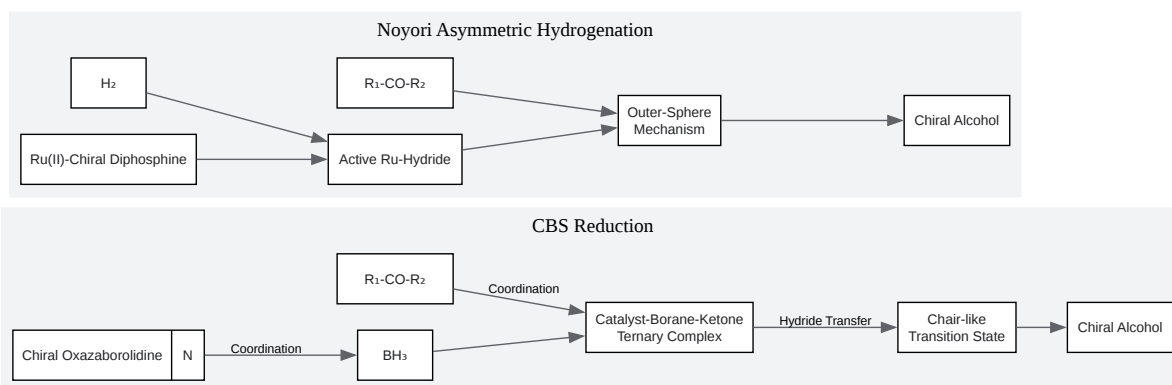 Noyori Asymmetric Hydrogenation
H₂
R₁-CO-R₂
Ru(II)-Chiral Diphosphine
Active Ru-Hydride
Outer-Sphere
Mechanism
Chiral Alcohol
CBS Reduction
R₁-CO-R₂
Coordination
Chiral Oxazaborolidine
N
Coordination
BH₃
Catalyst-Borane-Ketone
Ternary Complex
Hydride Transfer
Chair-like
Transition State
Chiral Alcohol